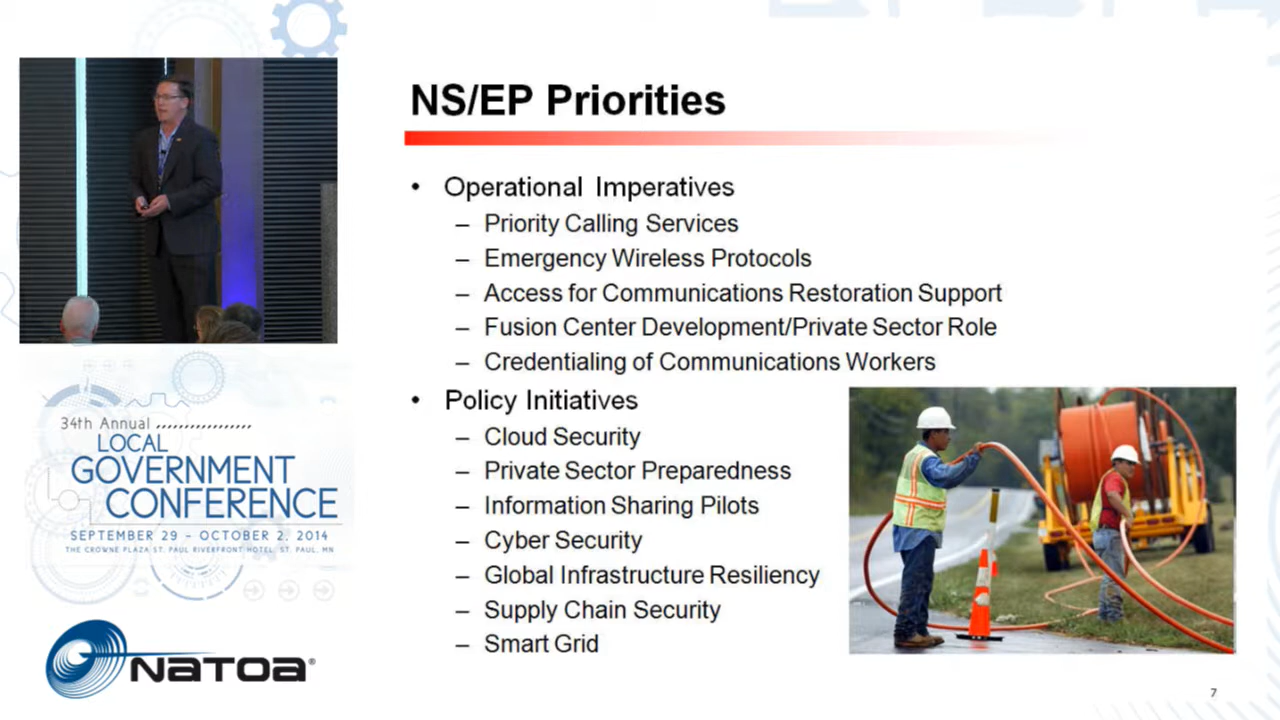 NS/EP Priorities
• Operational Imperatives
– Priority Calling Services
– Emergency Wireless Protocols
– Access for Communications Restoration Support
– Fusion Center Development/Private Sector Role
– Credentialing of Communications Workers
• Policy Initiatives
– Cloud Security
– Private Sector Preparedness
– Information Sharing Pilots
– Cyber Security
– Global Infrastructure Resiliency
– Supply Chain Security
– Smart Grid
34th Annual
LOCAL
GOVERNMENT
CONFERENCE
SEPTEMBER 29 - OCTOBER 2, 2014
THE CROWNE PLAZA ST. PAUL RIVERFRONT HOTEL, ST. PAUL, MN
NATOA®
7